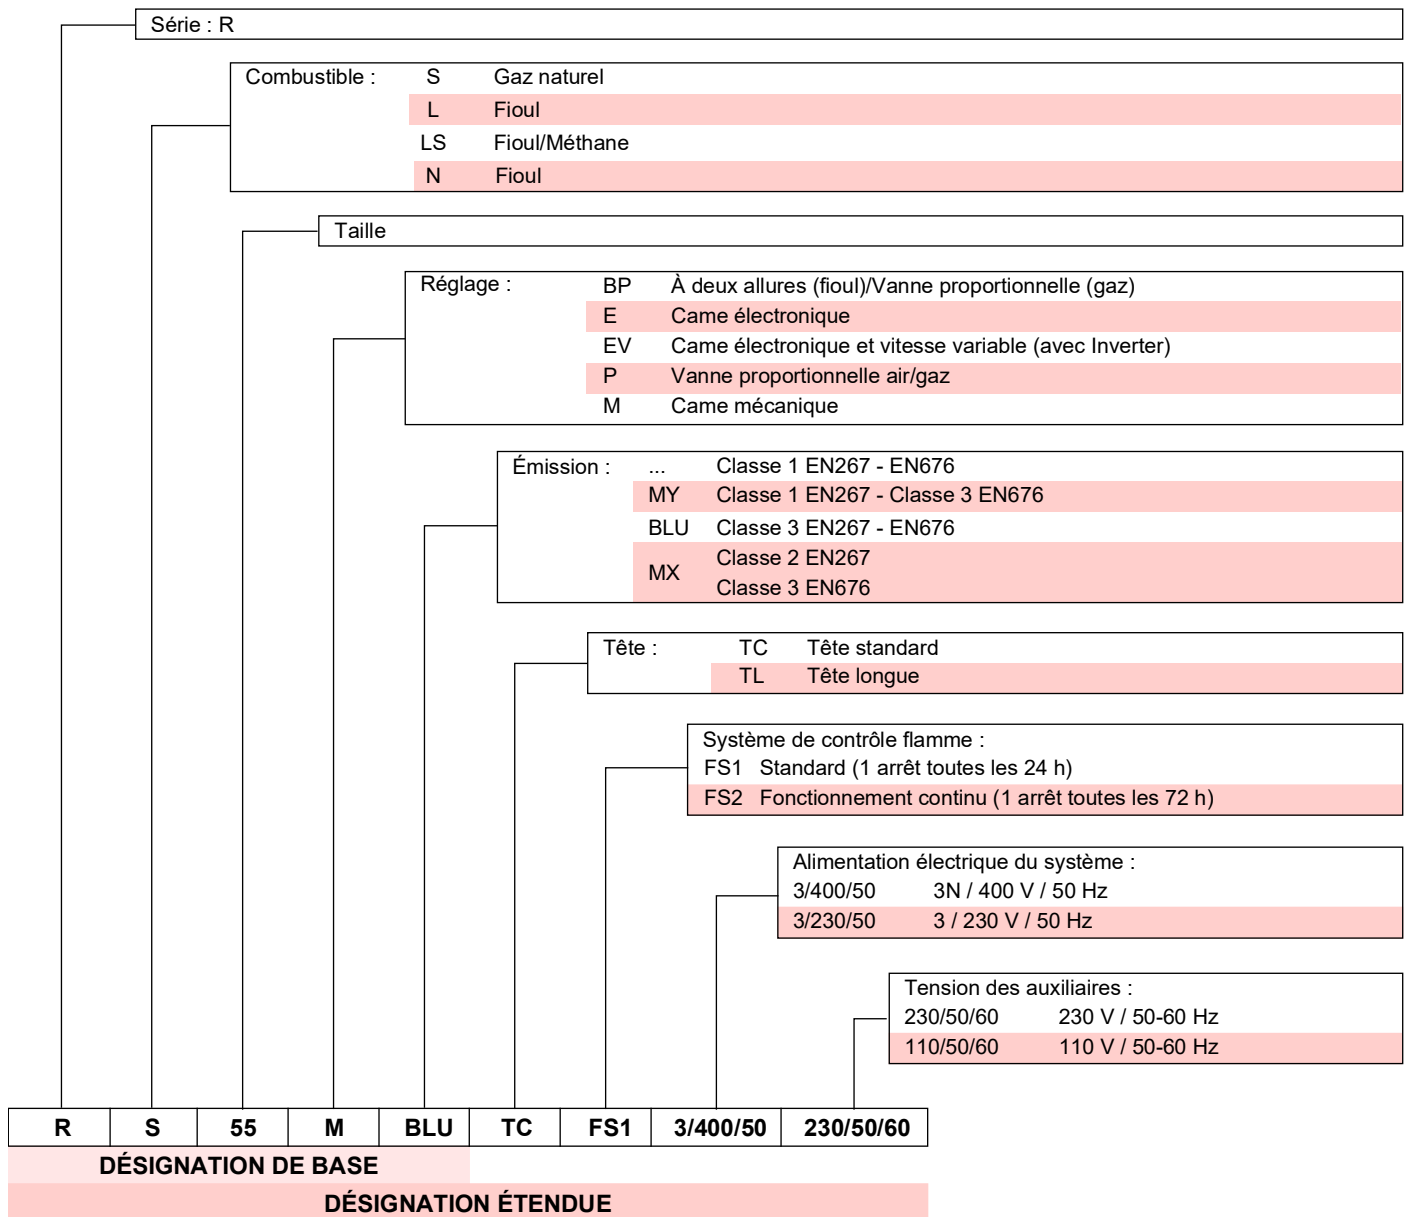 Série : R
Combustible : S Gaz naturel
L Fioul
LS Fioul/Méthane
N Fioul
Taille
Réglage : BP À deux allures (fioul)/Vanne proportionnelle (gaz)
E Came électronique
EV Came électronique et vitesse variable (avec Inverter)
P Vanne proportionnelle air/gaz
M Came mécanique
Émission : ... Classe 1 EN267 - EN676
MY Classe 1 EN267 - Classe 3 EN676
BLU Classe 3 EN267 - EN676
MX Classe 2 EN267
Classe 3 EN676
Tête : TC Tête standard
TL Tête longue
Système de contrôle flamme :
FS1 Standard (1 arrêt toutes les 24 h)
FS2 Fonctionnement continu (1 arrêt toutes les 72 h)
Alimentation électrique du système :
3/400/50 3N / 400 V / 50 Hz
3/230/50 3 / 230 V / 50 Hz
Tension des auxiliaires :
230/50/60 230 V / 50-60 Hz
110/50/60 110 V / 50-60 Hz
R S 55 M BLU TC FS1 3/400/50 230/50/60
DÉSIGNATION DE BASE
DÉSIGNATION ÉTENDUE